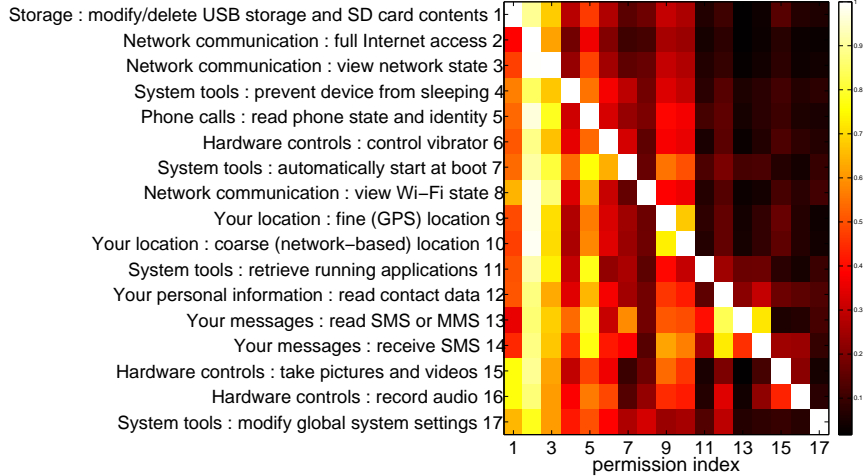 Storage : modify/delete USB storage and SD card contents 1
Network communication : full Internet access 2
Network communication : view network state 3
System tools : prevent device from sleeping 4
Phone calls : read phone state and identity 5
Hardware controls : control vibrator 6
System tools : automatically start at boot 7
Network communication : view Wi−Fi state 8
Your location : fine (GPS) location 9
Your location : coarse (network−based) location 10
System tools : retrieve running applications 11
Your personal information : read contact data 12
Your messages : read SMS or MMS 13
Your messages : receive SMS 14
Hardware controls : take pictures and videos 15
Hardware controls : record audio 16
System tools : modify global system settings 17
1 3 5 7 9 11 13 15 17
permission index
1
0.9
0.8
0.7
0.6
0.5
0.4
0.3
0.2
0.1